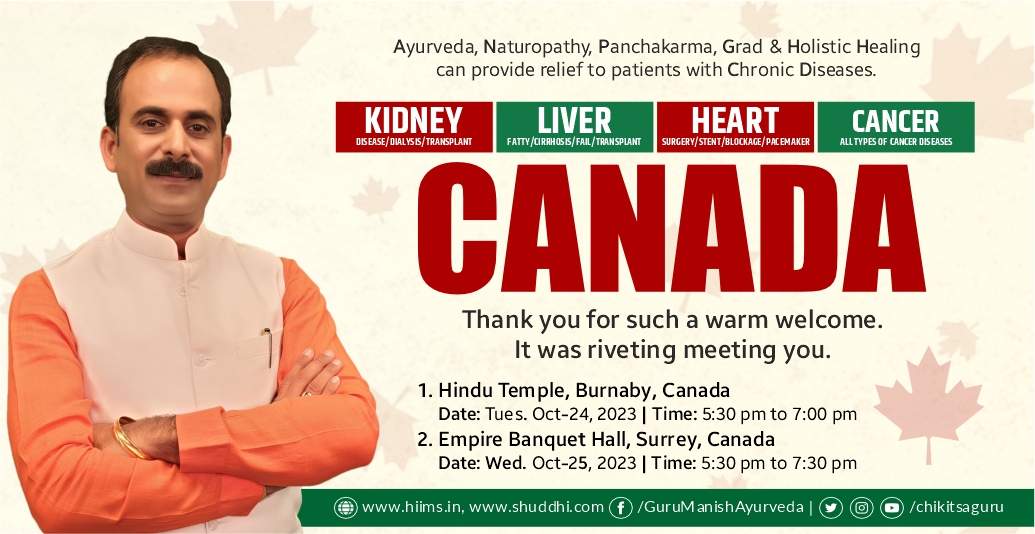 Ayurveda, Naturopathy, Panchakarma, Grad & Holistic Healing
can provide relief to patients with Chronic Diseases.
KIDNEY
DISEASE/DIALYSIS/TRANSPLANT
LIVER
FATTY/CIRRHOSIS/FAIL/TRANSPLANT
HEART
SURGERY/STENT/BLOCKAGE/PACEMAKER
CANCER
ALL TYPES OF CANCER DISEASES
CANADA
Thank you for such a warm welcome.
It was riveting meeting you.
1. Hindu Temple, Burnaby, Canada
Date: Tues. Oct-24, 2023 | Time: 5:30 pm to 7:00 pm
2. Empire Banquet Hall, Surrey, Canada
Date: Wed. Oct-25, 2023 | Time: 5:30 pm to 7:30 pm
www.hiims.in, www.shuddhi.com /GuruManishAyurveda | /chikitsaguru